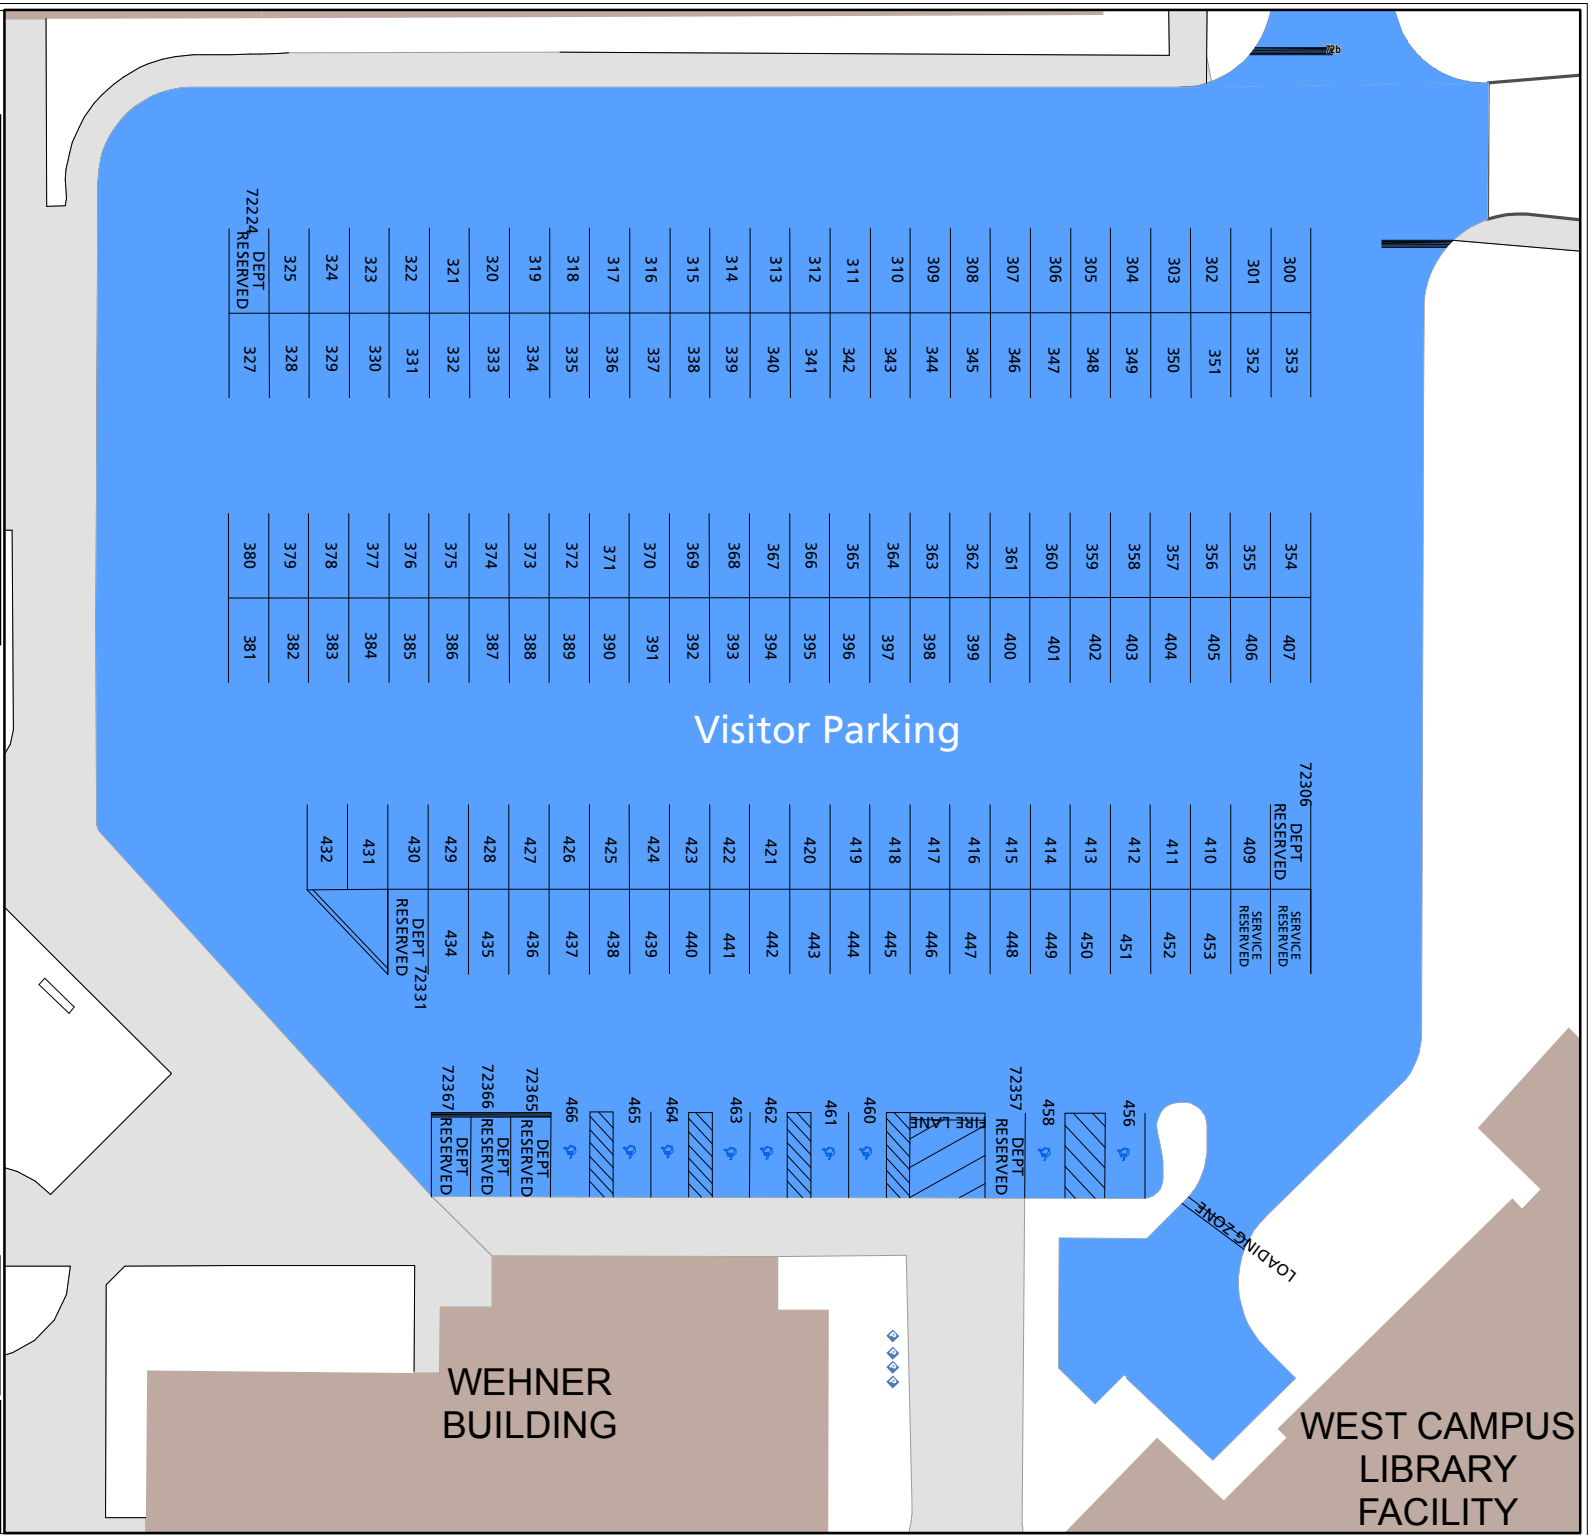 72b
72224
DEPT RESERVED 325 324 323 322 321 320 319 318 317 316 315 314 313 312 311 310 309 308 307 306 305 304 303 302 301 300
327 328 329 330 331 332 333 334 335 336 337 338 339 340 341 342 343 344 345 346 347 348 349 350 351 352 353
380 379 378 377 376 375 374 373 372 371 370 369 368 367 366 365 364 363 362 361 360 359 358 357 356 355 354
381 382 383 384 385 386 387 388 389 390 391 392 393 394 395 396 397 398 399 400 401 402 403 404 405 406 407
Visitor Parking
72306
432 431 430 429 428 427 426 425 424 423 422 421 420 419 418 417 416 415 414 413 412 411 410 409 DEPT RESERVED
DEPT RESERVED 72331 434 435 436 437 438 439 440 441 442 443 444 445 446 447 448 449 450 451 452 453 SERVICE RESERVED SERVICE RESERVED
72367 72366 72365 466 465 464 463 462 461 460 FIRE LANE 72357 458 456
DEPT RESERVED DEPT RESERVED DEPT RESERVED DEPT RESERVED
LOADING ZONE
WEHNER
BUILDING
WEST CAMPUS
LIBRARY
FACILITY